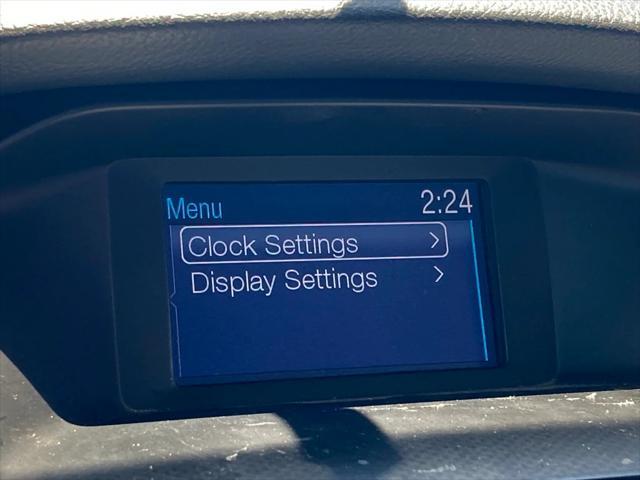 Menu 2:24
Clock Settings >
Display Settings >